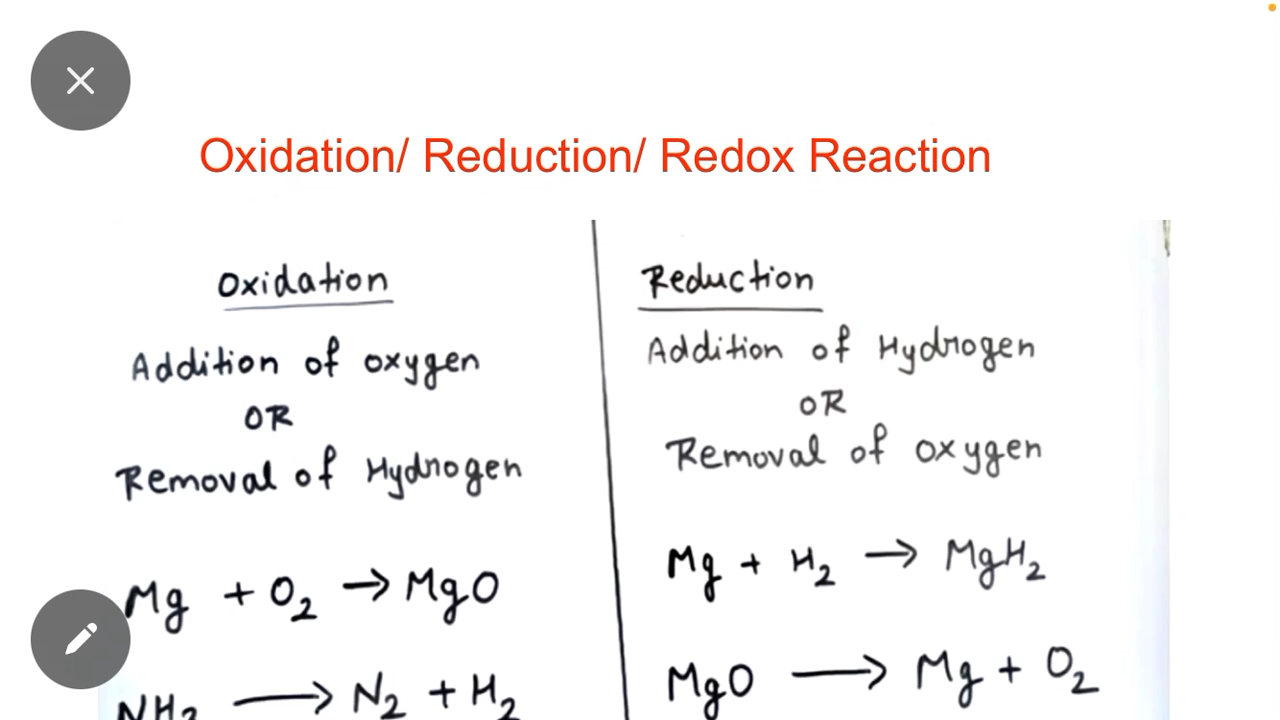 Oxidation/ Reduction/ Redox Reaction
Oxidation
Addition of oxygen
OR
Removal of Hydrogen
Mg + O₂ → MgO
NH₃ → N₂ + H₂
Reduction
Addition of Hydrogen
OR
Removal of oxygen
Mg + H₂ → MgH₂
MgO → Mg + O₂